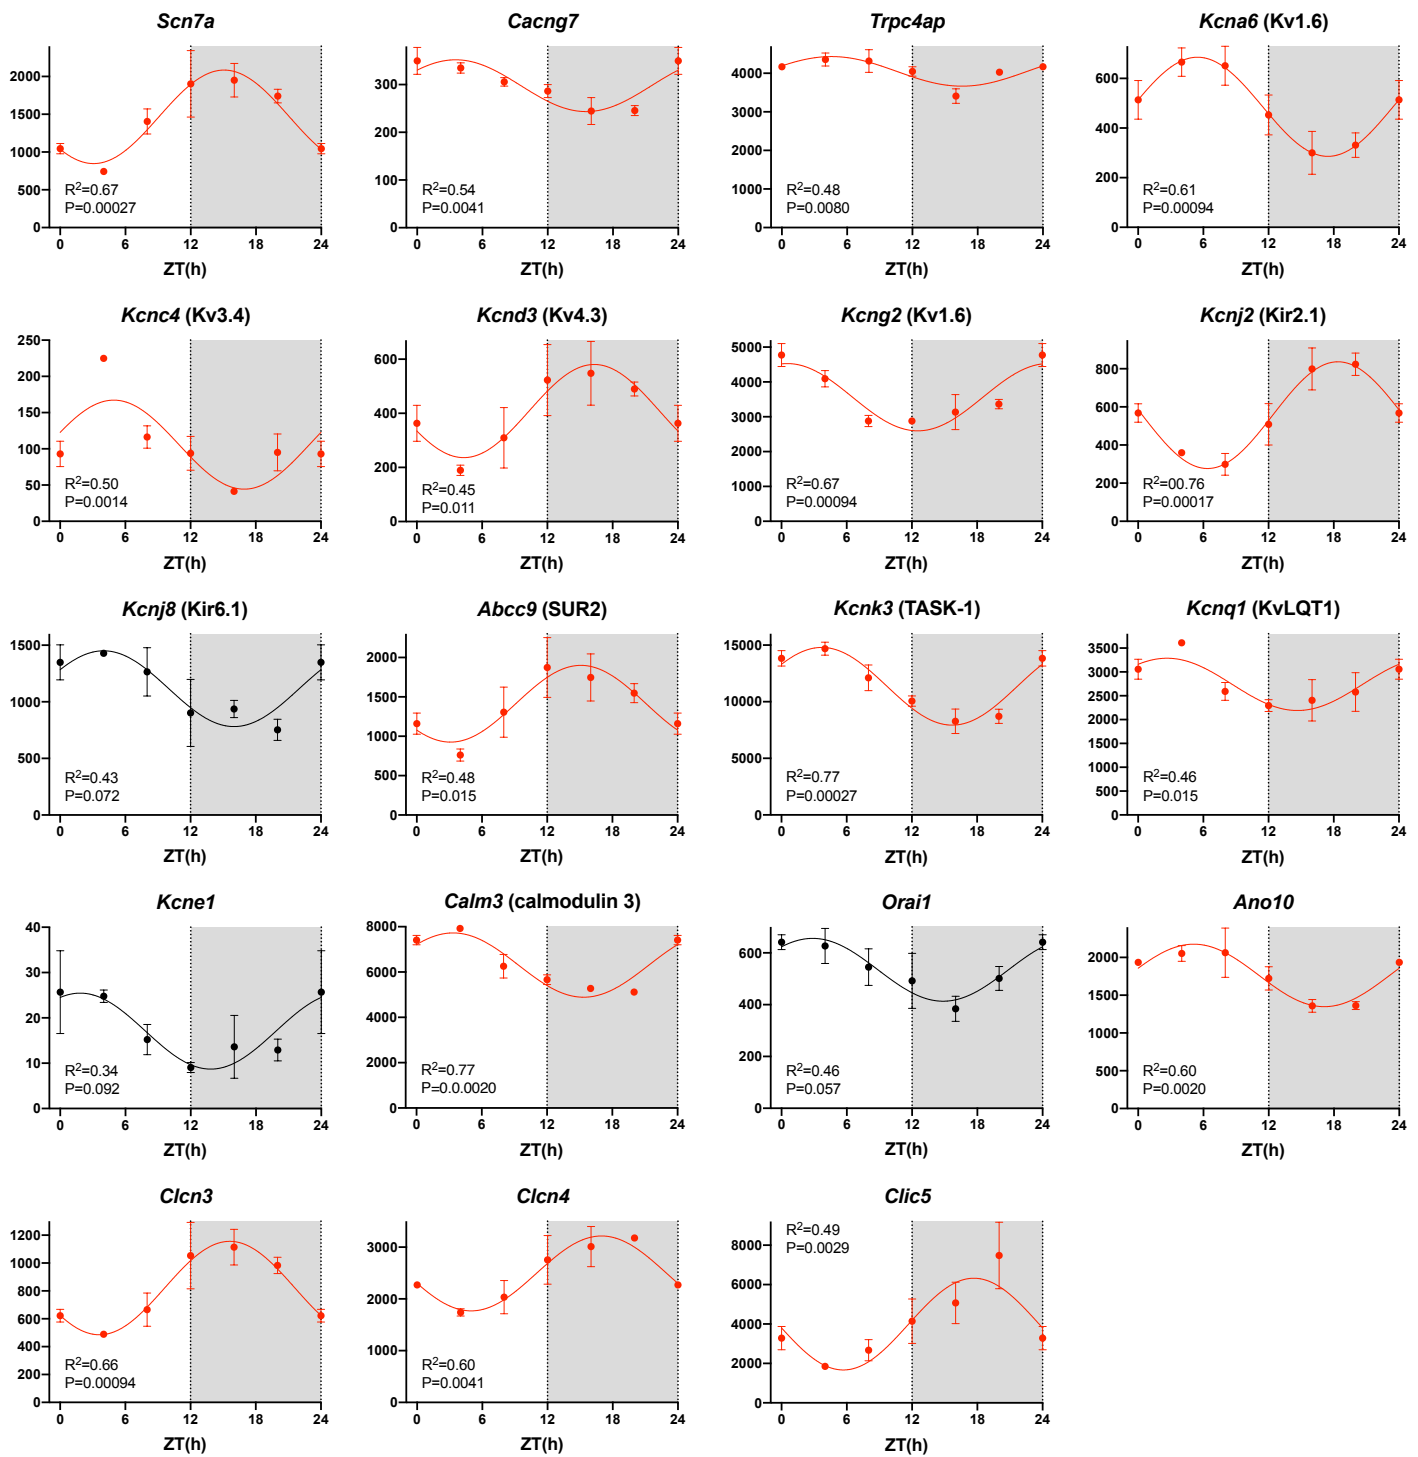 Scn7a
2000
1500
1000
500
0
R²=0.67
P=0.00027
0 6 12 18 24
ZT(h)
Cacng7
300
200
100
0
R²=0.54
P=0.0041
0 6 12 18 24
ZT(h)
Trpc4ap
4000
3000
2000
1000
0
R²=0.48
P=0.0080
0 6 12 18 24
ZT(h)
Kcna6 (Kv1.6)
600
400
200
0
R²=0.61
P=0.00094
0 6 12 18 24
ZT(h)
Kcnc4 (Kv3.4)
250
200
150
100
50
0
R²=0.50
P=0.0014
0 6 12 18 24
ZT(h)
Kcnd3 (Kv4.3)
600
400
200
0
R²=0.45
P=0.011
0 6 12 18 24
ZT(h)
Kcng2 (Kv1.6)
5000
4000
3000
2000
1000
0
R²=0.67
P=0.00094
0 6 12 18 24
ZT(h)
Kcnj2 (Kir2.1)
800
600
400
200
0
R²=00.76
P=0.00017
0 6 12 18 24
ZT(h)
Kcnj8 (Kir6.1)
1500
1000
500
0
R²=0.43
P=0.072
0 6 12 18 24
ZT(h)
Abcc9 (SUR2)
2000
1500
1000
500
0
R²=0.48
P=0.015
0 6 12 18 24
ZT(h)
Kcnk3 (TASK-1)
15000
10000
5000
0
R²=0.77
P=0.00027
0 6 12 18 24
ZT(h)
Kcnq1 (KvLQT1)
3500
3000
2500
2000
1500
1000
500
0
R²=0.46
P=0.015
0 6 12 18 24
ZT(h)
Kcne1
40
30
20
10
0
R²=0.34
P=0.092
0 6 12 18 24
ZT(h)
Calm3 (calmodulin 3)
8000
6000
4000
2000
0
R²=0.77
P=0.0.0020
0 6 12 18 24
ZT(h)
Orai1
600
400
200
0
R²=0.46
P=0.057
0 6 12 18 24
ZT(h)
Ano10
2000
1500
1000
500
0
R²=0.60
P=0.0020
0 6 12 18 24
ZT(h)
Clcn3
1200
1000
800
600
400
200
0
R²=0.66
P=0.00094
0 6 12 18 24
ZT(h)
Clcn4
3000
2000
1000
0
R²=0.60
P=0.0041
0 6 12 18 24
ZT(h)
Clic5
8000
6000
4000
2000
0
R²=0.49
P=0.0029
0 6 12 18 24
ZT(h)